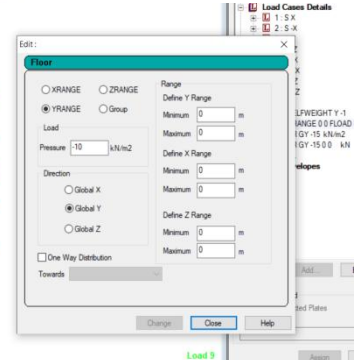 Load Cases Details
1 : S X
2 : S -X
Edit :
Floor
XRANGE
ZRANGE
YRANGE
Group
Load
Pressure -10 kN/m2
Direction
Global X
Global Y
Global Z
One Way Distribution
Towards
Range
Define Y Range
Minimum 0 m
Maximum 0 m
Define X Range
Minimum 0 m
Maximum 0 m
Define Z Range
Minimum 0 m
Maximum 0 m
Change
Close
Help
ELFWEIGHT Y -1
ANGE 0 0 FLOAD
GY -15 kN/m2
GY -15 0 0 kN
elopes
Add...
cted Plates
Assign
Load 9